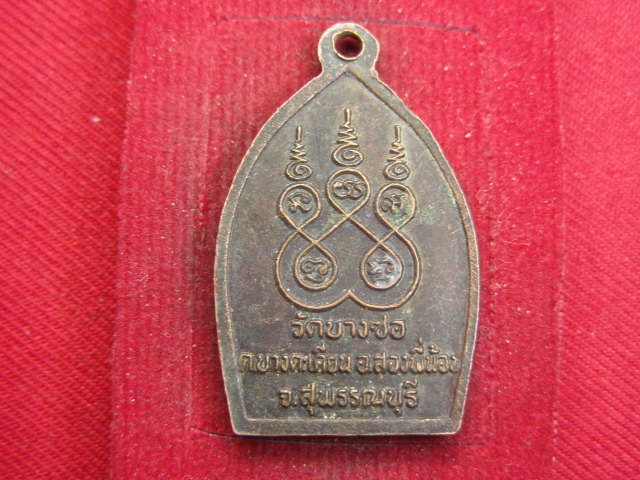 วัดบางซอ
ต.บางตะเคียน อ.สองพี่น้อง
จ.สุพรรณบุรี